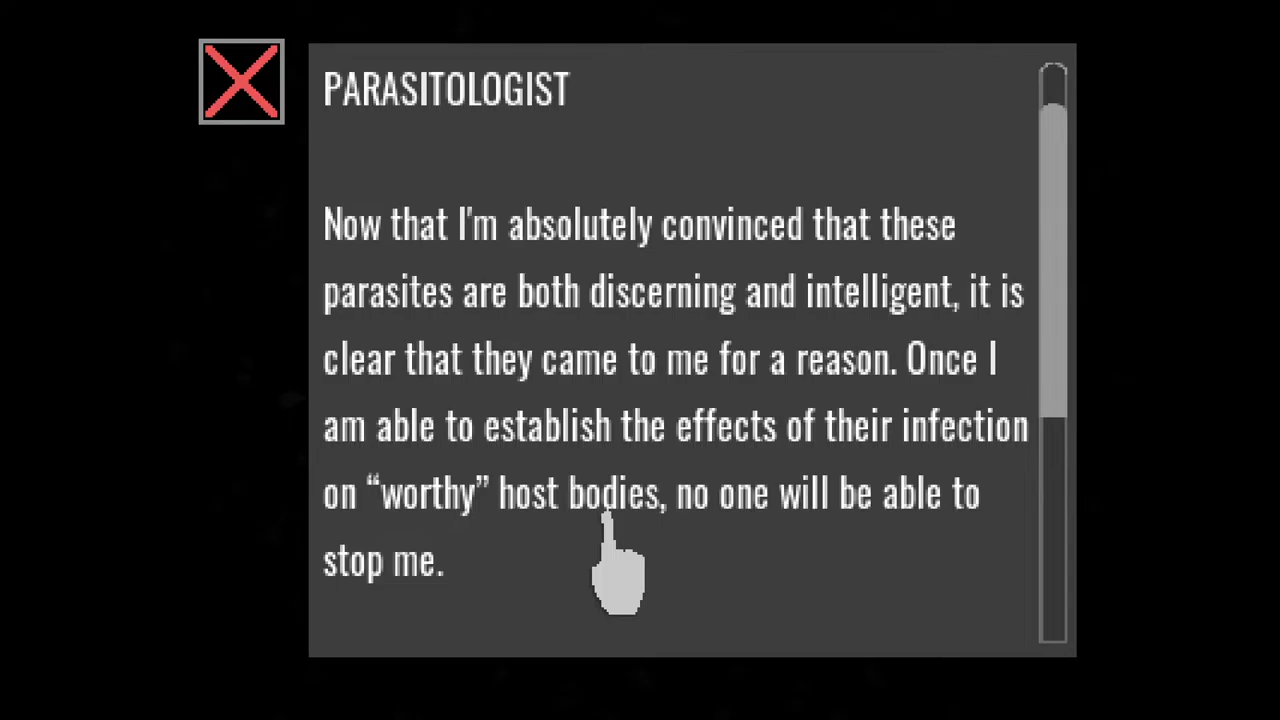 PARASITOLOGIST
Now that I'm absolutely convinced that these
parasites are both discerning and intelligent, it is
clear that they came to me for a reason. Once I
am able to establish the effects of their infection
on “worthy” host bodies, no one will be able to
stop me.